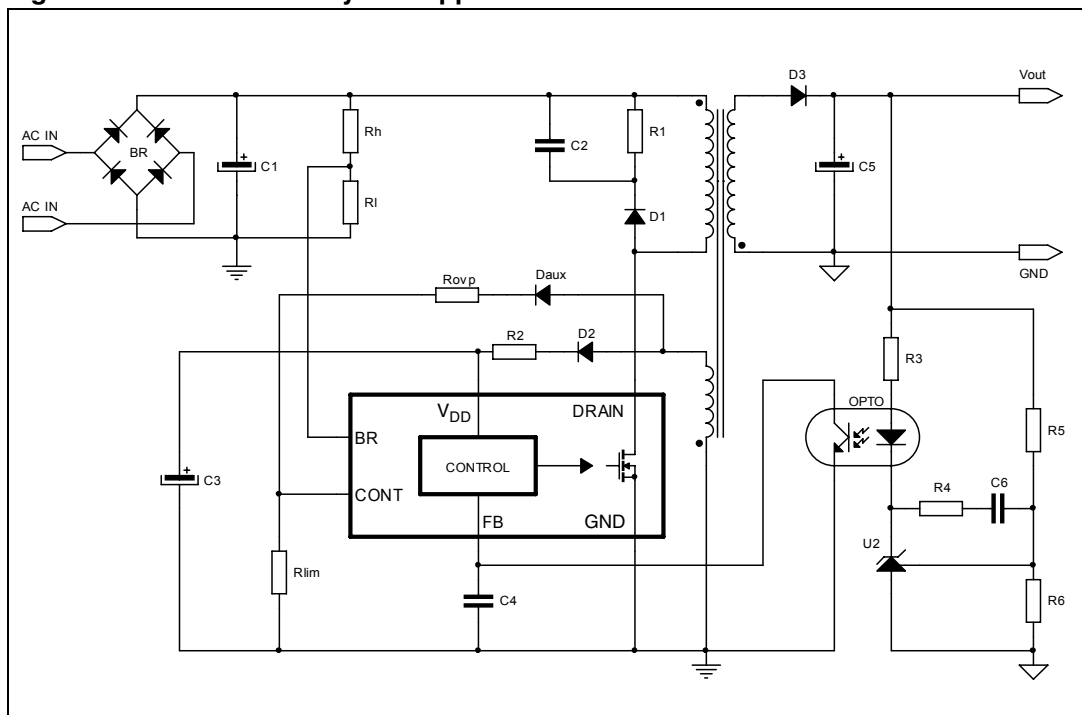 D3
Vout
AC IN
BR
C1
Rh
C2
R1
C5
AC IN
Rl
D1
GND
Rovp
Daux
R2
D2
R3
OPTO
VDD
DRAIN
BR
R5
CONTROL
C3
CONT
R4
C6
FB
GND
U2
Rlim
C4
R6